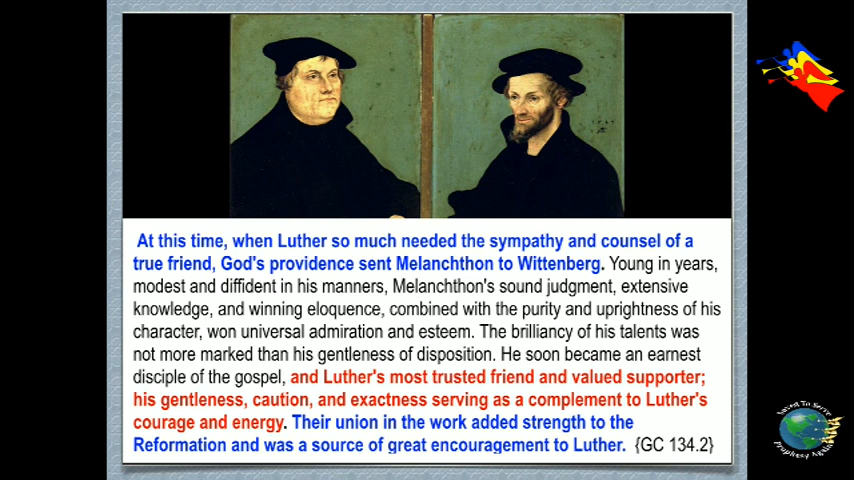 At this time, when Luther so much needed the sympathy and counsel of a
true friend, God's providence sent Melanchthon to Wittenberg. Young in years,
modest and diffident in his manners, Melanchthon's sound judgment, extensive
knowledge, and winning eloquence, combined with the purity and uprightness of his
character, won universal admiration and esteem. The brilliancy of his talents was
not more marked than his gentleness of disposition. He soon became an earnest
disciple of the gospel, and Luther's most trusted friend and valued supporter;
his gentleness, caution, and exactness serving as a complement to Luther's
courage and energy. Their union in the work added strength to the
Reformation and was a source of great encouragement to Luther. {GC 134.2}
Saved To Serve
Prophesy Again